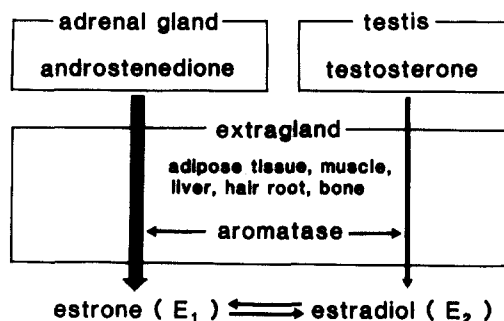 adrenal gland
androstenedione
testis
testosterone
extragland
adipose tissue, muscle,
liver, hair root, bone
aromatase
estrone ( E₁ )
estradiol ( E₂ )